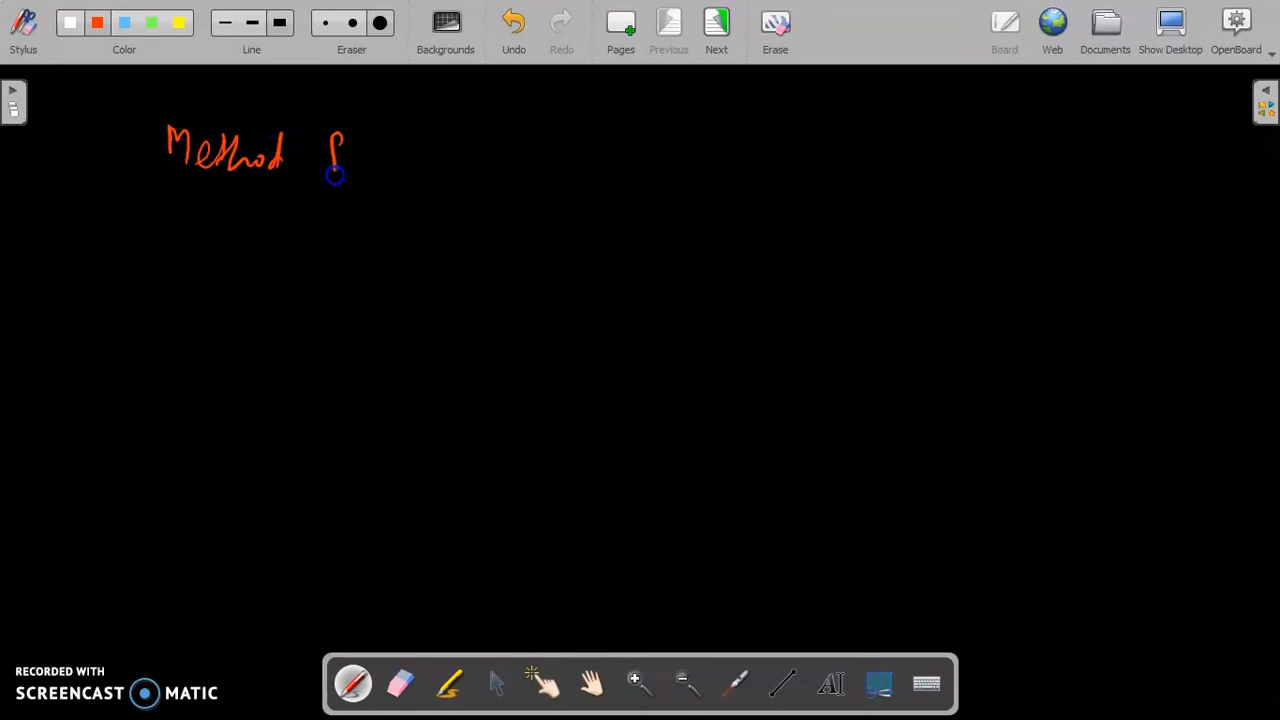 Stylus Color Line Eraser Backgrounds Undo Redo Pages Previous Next Erase Board Web Documents Show Desktop OpenBoard
Method
AI
RECORDED WITH
SCREENCAST MATIC